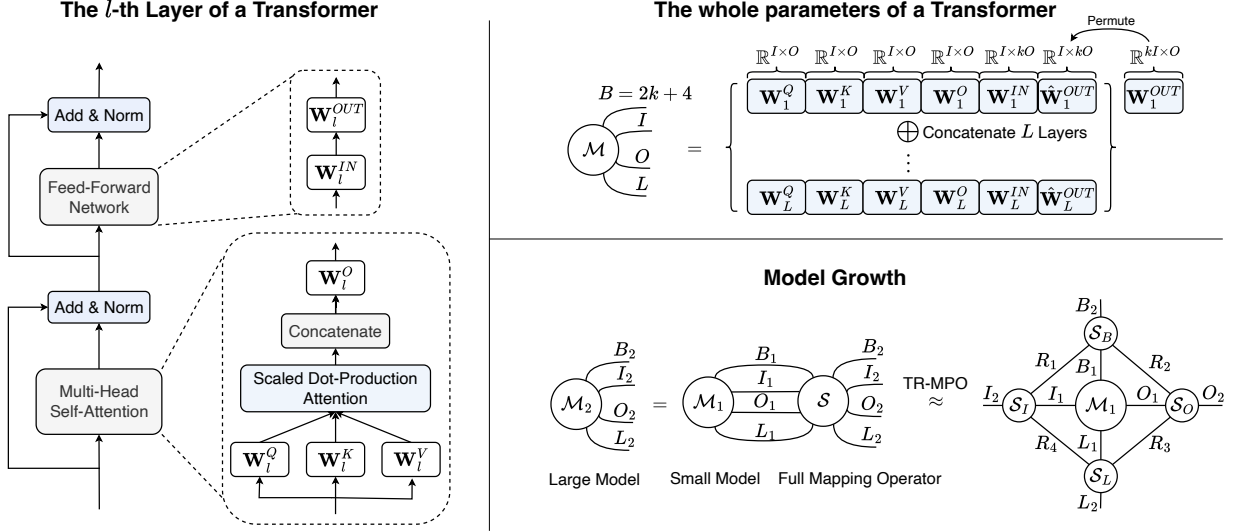 The l-th Layer of a Transformer
Add & Norm
Feed-Forward
Network
Add & Norm
Multi-Head
Self-Attention
W_l^{OUT}
W_l^{IN}
W_l^O
Concatenate
Scaled Dot-Production
Attention
W_l^Q W_l^K W_l^V
The whole parameters of a Transformer
Permute
ℝ^{I×O} ℝ^{I×O} ℝ^{I×O} ℝ^{I×O} ℝ^{I×kO} ℝ^{I×kO} ℝ^{kI×O}
W_1^Q W_1^K W_1^V W_1^O W_1^{IN} Ŵ_1^{OUT} W_1^{OUT}
B = 2k + 4
I
O
L
ℳ
=
⊕ Concatenate L Layers
⋮
W_L^Q W_L^K W_L^V W_L^O W_L^{IN} Ŵ_L^{OUT}
Model Growth
B_2
I_2
O_2
L_2
ℳ_2
=
ℳ_1
B_1
I_1
O_1
L_1
𝒮
B_2
I_2
O_2
L_2
TR-MPO
≈
B_2
𝒮_B
R_1 B_1 R_2
I_2 𝒮_I I_1 ℳ_1 O_1 𝒮_O O_2
R_4 L_1 R_3
𝒮_L
L_2
Large Model Small Model Full Mapping Operator